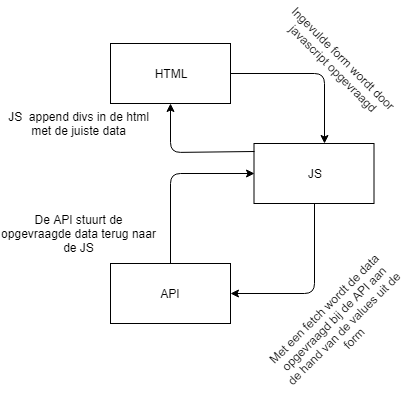 Ingevulde form wordt door
javascript opgevraagd
HTML
JS append divs in de html
met de juiste data
JS
De API stuurt de
opgevraagde data terug naar
de JS
API
Met een fetch wordt de data
opgevraagd bij de API aan
de hand van de values uit de
form